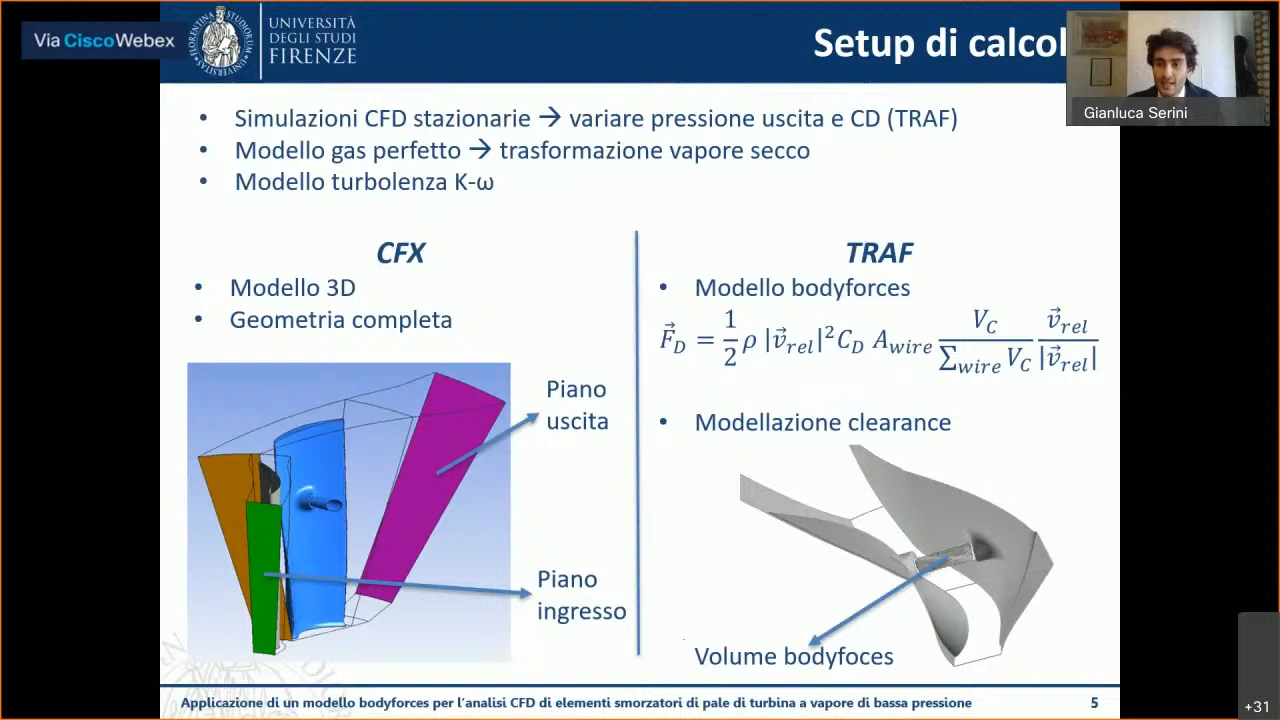 Via CiscoWebex
UNIVERSITÀ
DEGLI STUDI
FIRENZE
Setup di calcol
Gianluca Serini
• Simulazioni CFD stazionarie → variare pressione uscita e CD (TRAF)
• Modello gas perfetto → trasformazione vapore secco
• Modello turbolenza K-ω
CFX
• Modello 3D
• Geometria completa
Piano
uscita
Piano
ingresso
TRAF
• Modello bodyforces
$\vec{F}_D = \frac{1}{2} \rho \, |\vec{v}_{rel}|^2 C_D \, A_{wire} \frac{V_C}{\sum_{wire} V_C} \frac{\vec{v}_{rel}}{|\vec{v}_{rel}|}$
• Modellazione clearance
Volume bodyfoces
Applicazione di un modello bodyforces per l'analisi CFD di elementi smorzatori di pale di turbina a vapore di bassa pressione
5
+31